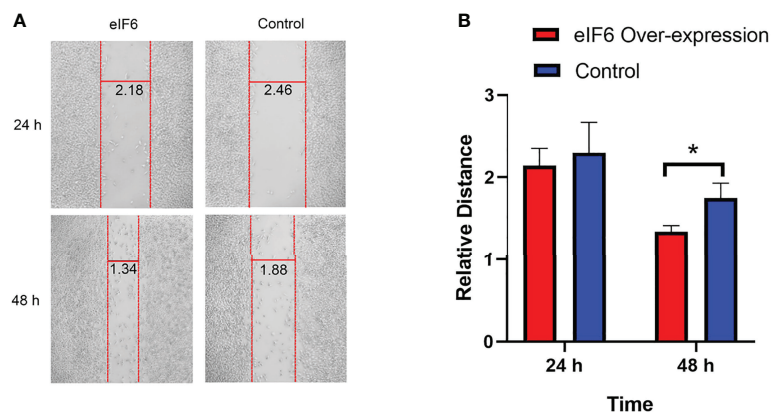 A
eIF6
Control
24 h
2.18
2.46
48 h
1.34
1.88
B
eIF6 Over-expression
Control
Relative Distance
3
2
1
0
*
24 h
48 h
Time